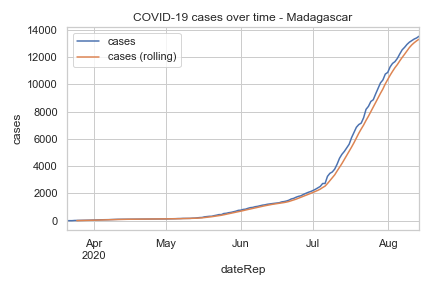 COVID-19 cases over time - Madagascar
cases
cases (rolling)
14000
12000
10000
8000
6000
4000
2000
0
cases
Apr
2020
May
Jun
Jul
Aug
dateRep